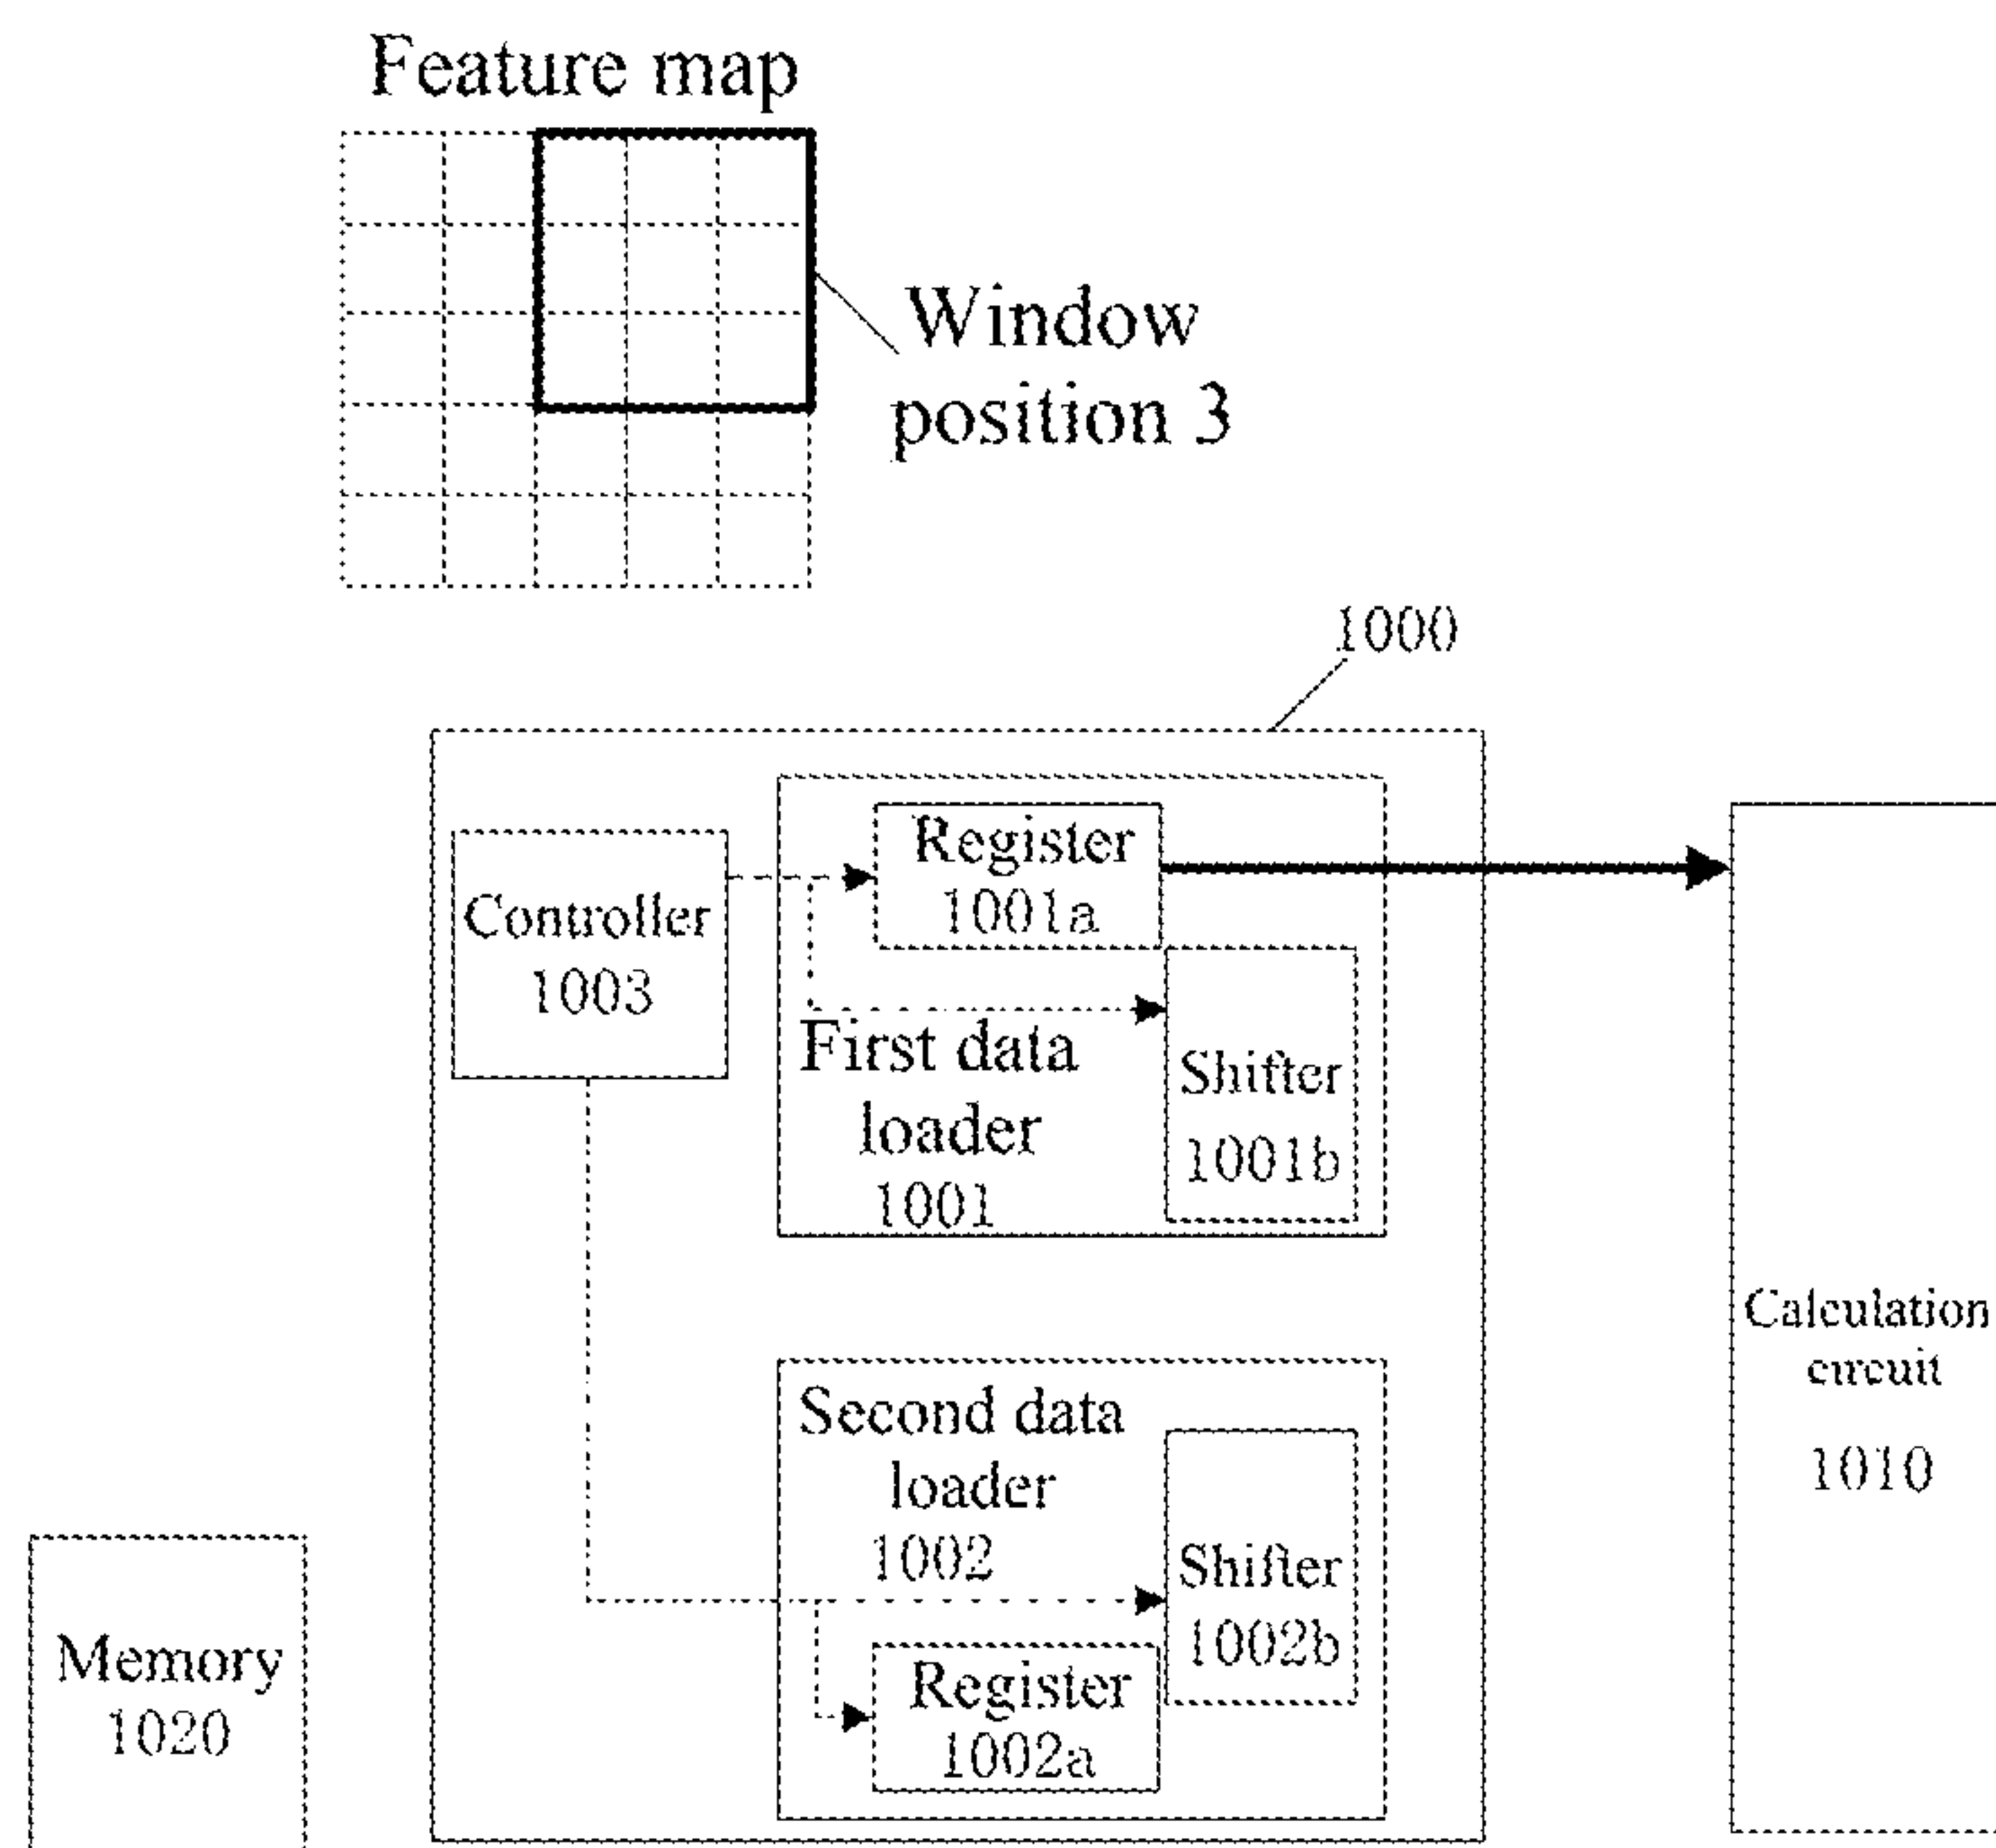 Feature map
Window
position 3
1000
Controller
1003
Register
1001a
First data
loader
1001
Shifter
1001b
Second data
loader
1002
Shifter
1002b
Register
1002a
Memory
1020
Calculation
circuit
1010